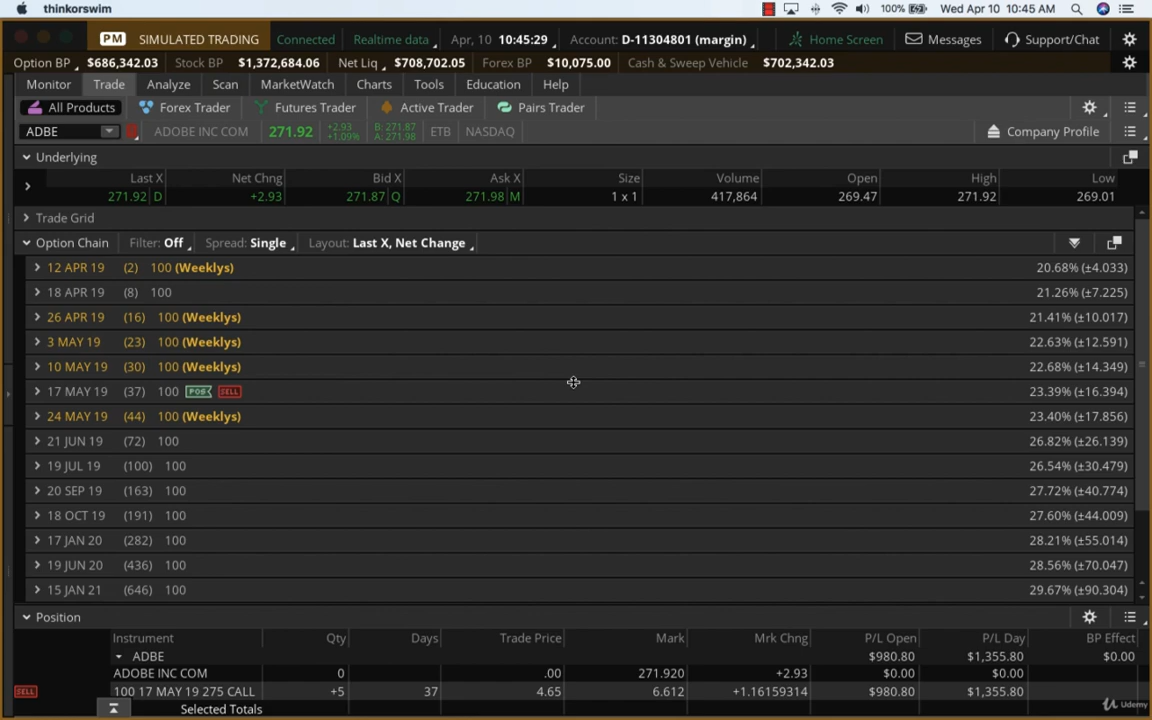 thinkorswim 100% Wed Apr 10 10:45 AM
PM SIMULATED TRADING Connected Realtime data Apr, 10 10:45:29 Account: D-11304801 (margin) Home Screen Messages Support/Chat
Option BP $686,342.03 Stock BP $1,372,684.06 Net Liq $708,702.05 Forex BP $10,075.00 Cash & Sweep Vehicle $702,342.03
Monitor Trade Analyze Scan MarketWatch Charts Tools Education Help
All Products Forex Trader Futures Trader Active Trader Pairs Trader
ADBE ADOBE INC COM 271.92 +2.93 +1.09% B: 271.87 A: 271.98 ETB NASDAQ Company Profile
Underlying
Last X Net Chng Bid X Ask X Size Volume Open High Low
271.92 D +2.93 271.87 Q 271.98 M 1 x 1 417,864 269.47 271.92 269.01
Trade Grid
Option Chain Filter: Off Spread: Single Layout: Last X, Net Change
12 APR 19 (2) 100 (Weeklys) 20.68% (±4.033)
18 APR 19 (8) 100 21.26% (±7.225)
26 APR 19 (16) 100 (Weeklys) 21.41% (±10.017)
3 MAY 19 (23) 100 (Weeklys) 22.63% (±12.591)
10 MAY 19 (30) 100 (Weeklys) 22.68% (±14.349)
17 MAY 19 (37) 100 POS SELL 23.39% (±16.394)
24 MAY 19 (44) 100 (Weeklys) 23.40% (±17.856)
21 JUN 19 (72) 100 26.82% (±26.139)
19 JUL 19 (100) 100 26.54% (±30.479)
20 SEP 19 (163) 100 27.72% (±40.774)
18 OCT 19 (191) 100 27.60% (±44.009)
17 JAN 20 (282) 100 28.21% (±55.014)
19 JUN 20 (436) 100 28.56% (±70.047)
15 JAN 21 (646) 100 29.67% (±90.304)
Position
Instrument Qty Days Trade Price Mark Mrk Chng P/L Open P/L Day BP Effect
ADBE $980.80 $1,355.80 $0.00
ADOBE INC COM 0 .00 271.920 +2.93 $0.00 $0.00
SELL 100 17 MAY 19 275 CALL +5 37 4.65 6.612 +1.16159314 $980.80 $1,355.80
Selected Totals
Udemy